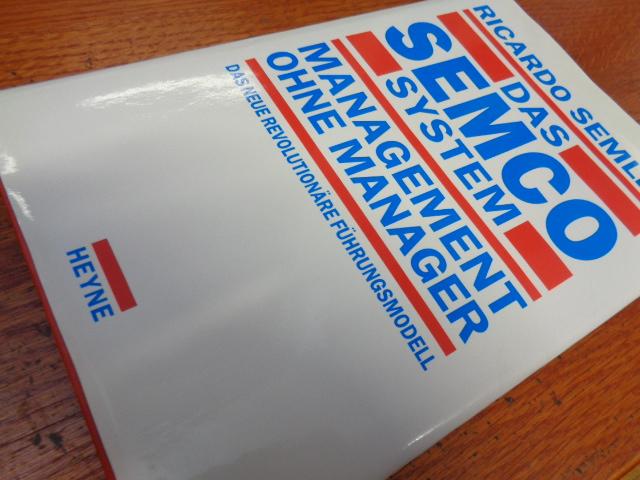 RICARDO SEML
DAS
SEMCO
SYSTEM
MANAGEMENT
OHNE MANAGER
DAS NEUE REVOLUTIONÄRE FÜHRUNGSMODELL
HEYNE